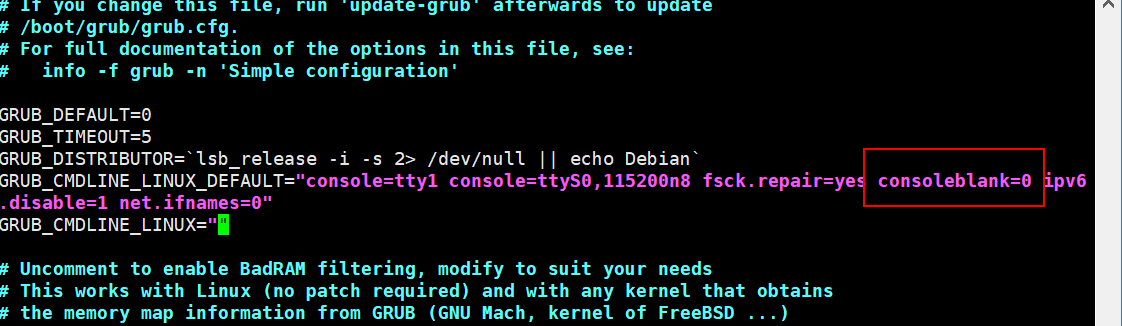 # If you change this file, run 'update-grub' afterwards to update
# /boot/grub/grub.cfg.
# For full documentation of the options in this file, see:
#   info -f grub -n 'Simple configuration'
GRUB_DEFAULT=0
GRUB_TIMEOUT=5
GRUB_DISTRIBUTOR=`lsb_release -i -s 2> /dev/null || echo Debian`
GRUB_CMDLINE_LINUX_DEFAULT="console=tty1 console=ttyS0,115200n8 fsck.repair=yes consoleblank=0 ipv6
.disable=1 net.ifnames=0"
GRUB_CMDLINE_LINUX=""
# Uncomment to enable BadRAM filtering, modify to suit your needs
# This works with Linux (no patch required) and with any kernel that obtains
# the memory map information from GRUB (GNU Mach, kernel of FreeBSD ...)